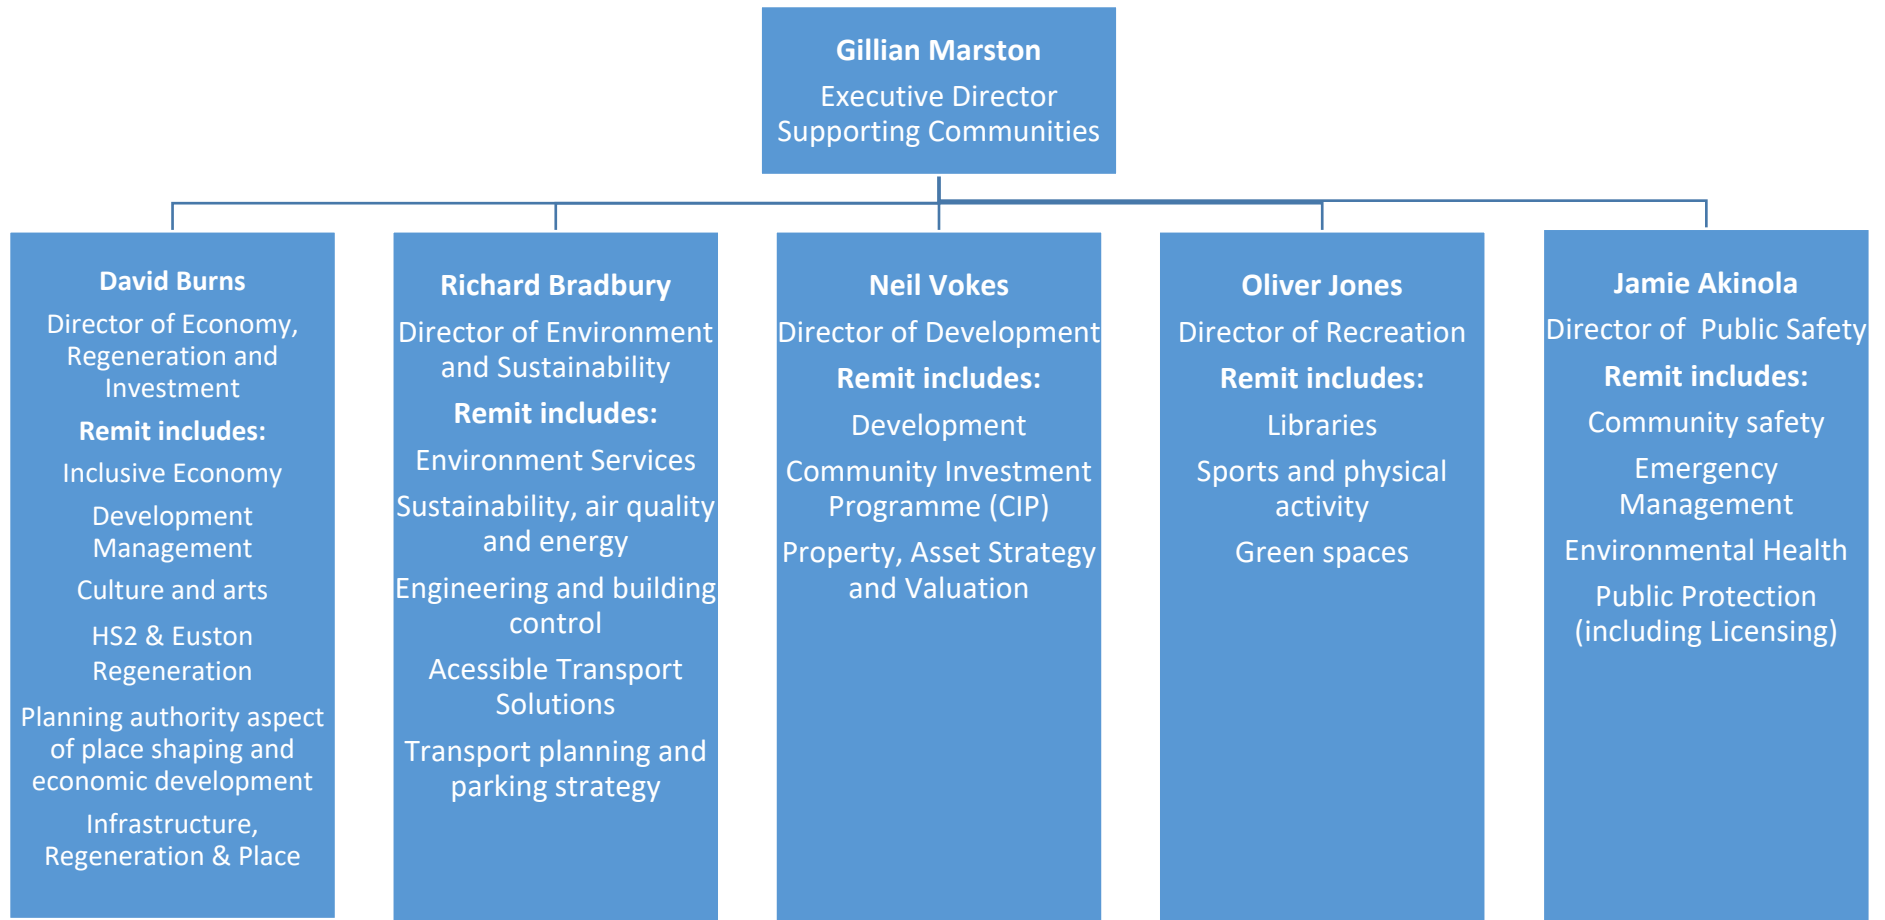 Gillian Marston
Executive Director
Supporting Communities
David Burns
Director of Economy,
Regeneration and
Investment
Remit includes:
Inclusive Economy
Development
Management
Culture and arts
HS2 & Euston
Regeneration
Planning authority aspect
of place shaping and
economic development
Infrastructure,
Regeneration & Place
Richard Bradbury
Director of Environment
and Sustainability
Remit includes:
Environment Services
Sustainability, air quality
and energy
Engineering and building
control
Acessible Transport
Solutions
Transport planning and
parking strategy
Neil Vokes
Director of Development
Remit includes:
Development
Community Investment
Programme (CIP)
Property, Asset Strategy
and Valuation
Oliver Jones
Director of Recreation
Remit includes:
Libraries
Sports and physical
activity
Green spaces
Jamie Akinola
Director of  Public Safety
Remit includes:
Community safety
Emergency
Management
Environmental Health
Public Protection
(including Licensing)